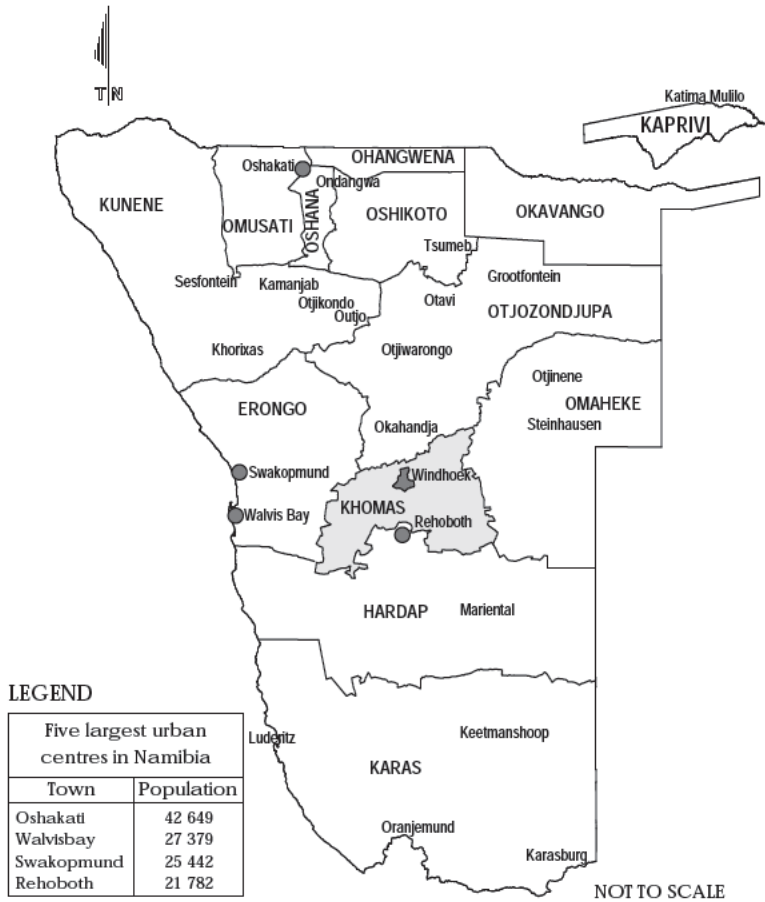 T N
Katima Mulilo
KAPRIVI
OHANGWENA
Oshakati
Ondangwa
KUNENE
OMUSATI
OSHANA
OSHIKOTO
OKAVANGO
Tsumeb
Grootfontein
Sesfontein
Kamanjab
Otjikondo
Outjo
Otavi
OTJOZONDJUPA
Khorixas
Otjiwarongo
Otjinene
OMAHEKE
Steinhausen
ERONGO
Okahandja
Swakopmund
Windhoek
KHOMAS
Walvis Bay
Rehoboth
HARDAP
Mariental
LEGEND
Five largest urban
centres in Namibia
Town Population
Oshakati 42 649
Walvisbay 27 379
Swakopmund 25 442
Rehoboth 21 782
Luderitz
Keetmanshoop
KARAS
Oranjemund
Karasburg
NOT TO SCALE